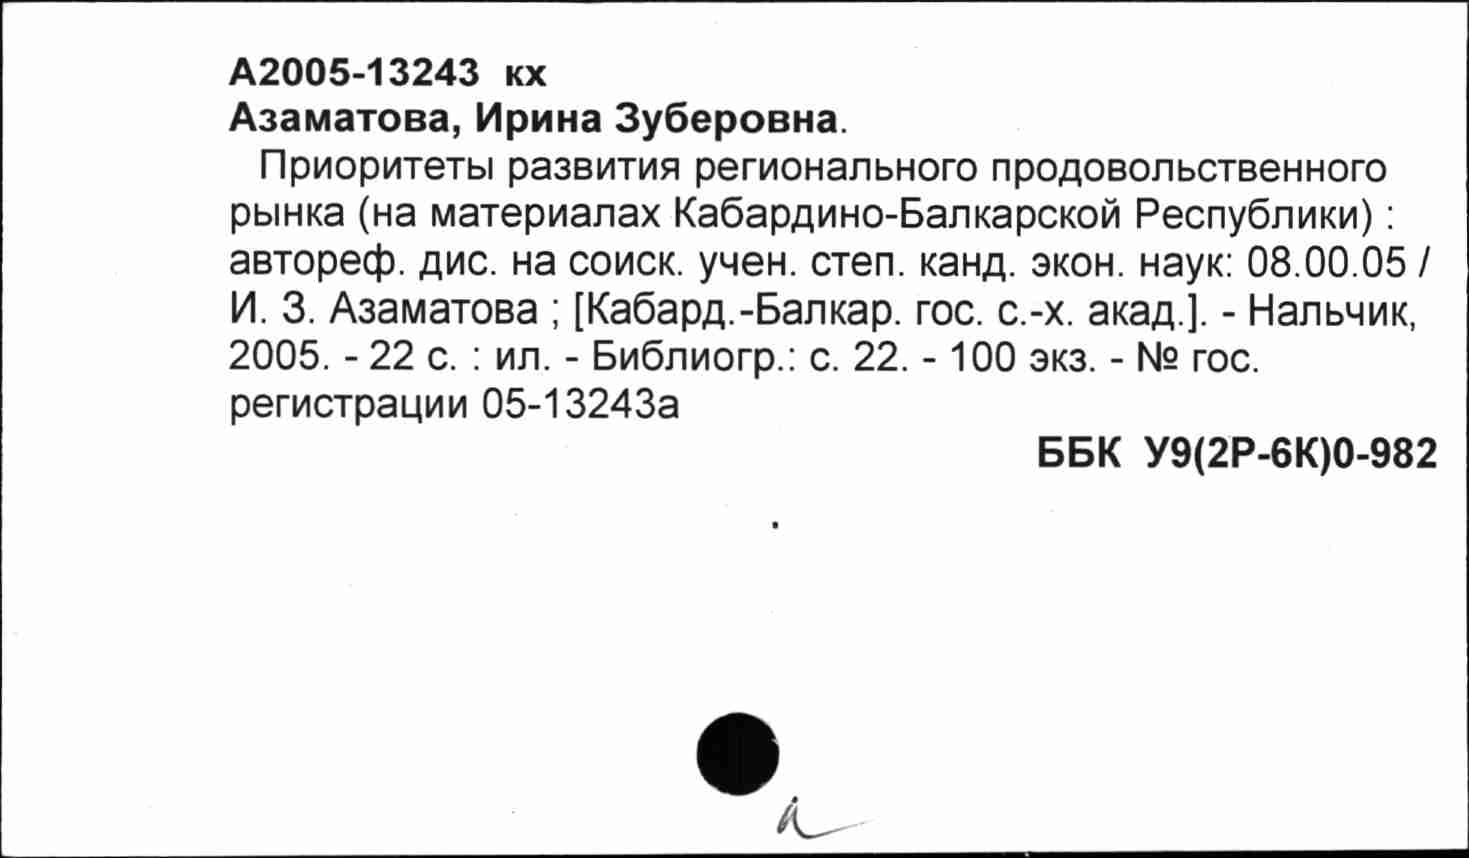 А2005-13243 кх
Азаматова, Ирина Зуберовна.
Приоритеты развития регионального продовольственного
рынка (на материалах Кабардино-Балкарской Республики) :
автореф. дис. на соиск. учен. степ. канд. экон. наук: 08.00.05 /
И. З. Азаматова ; [Кабард.-Балкар. гос. с.-х. акад.]. - Нальчик,
2005. - 22 с. : ил. - Библиогр.: с. 22. - 100 экз. - № гос.
регистрации 05-13243а
ББК У9(2Р-6К)0-982